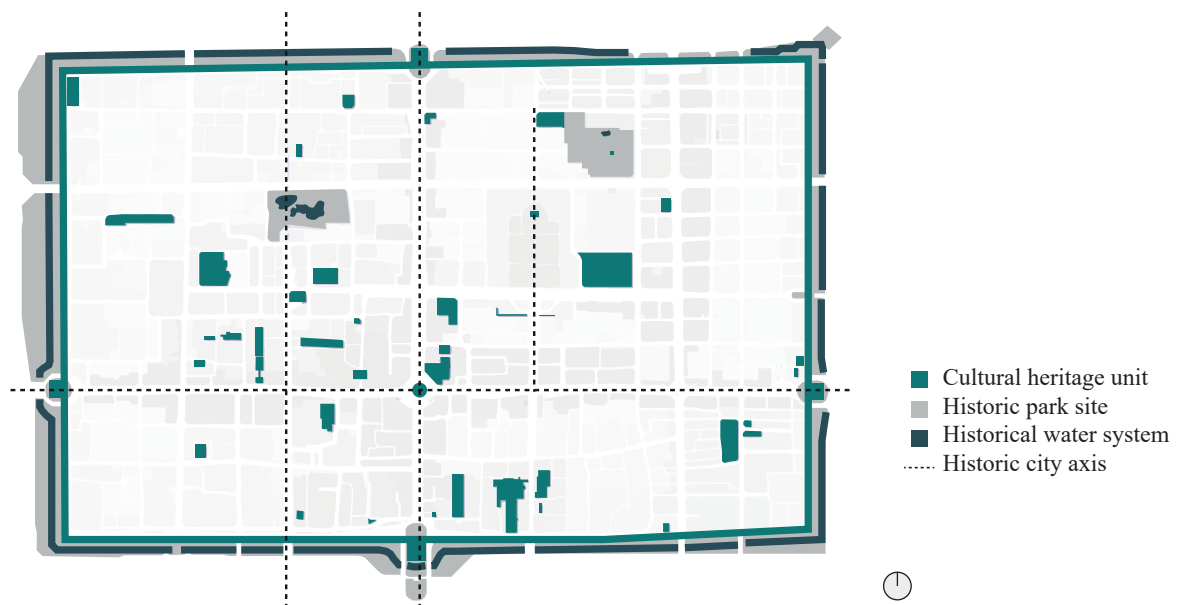 Cultural heritage unit
Historic park site
Historical water system
Historic city axis